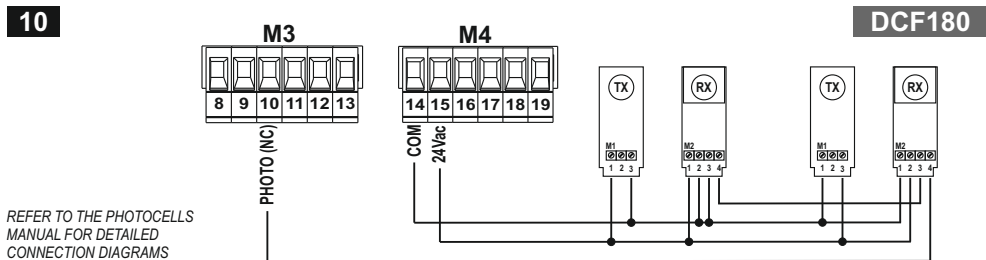 10
DCF180
M3
M4
8 9 10 11 12 13
14 15 16 17 18 19
PHOTO (NC)
COM
24Vac
TX
RX
TX
RX
M1
M2
M1
M2
1 2 3
1 2 3 4
1 2 3
1 2 3 4
REFER TO THE PHOTOCELLS
MANUAL FOR DETAILED
CONNECTION DIAGRAMS